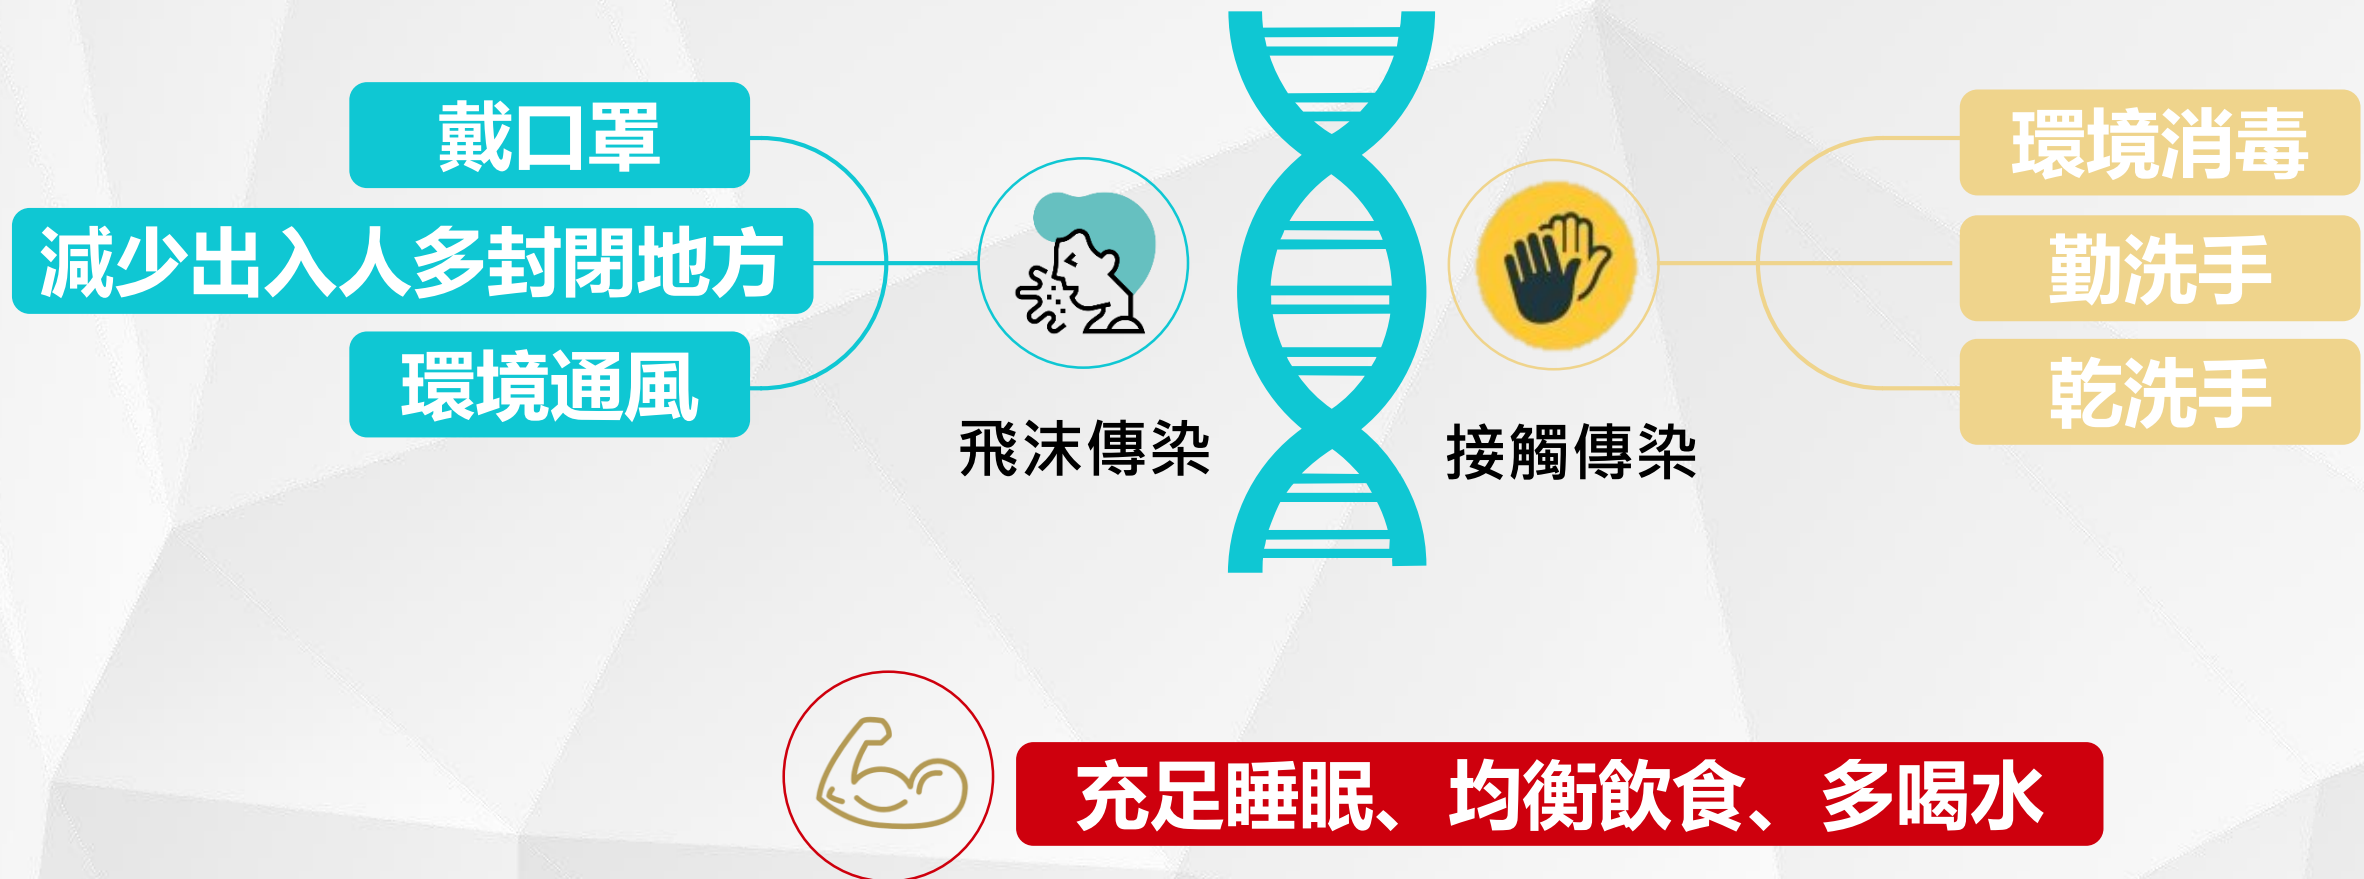 戴口罩
減少出入人多封閉地方
環境通風
飛沫傳染
接觸傳染
環境消毒
勤洗手
乾洗手
充足睡眠、均衡飲食、多喝水